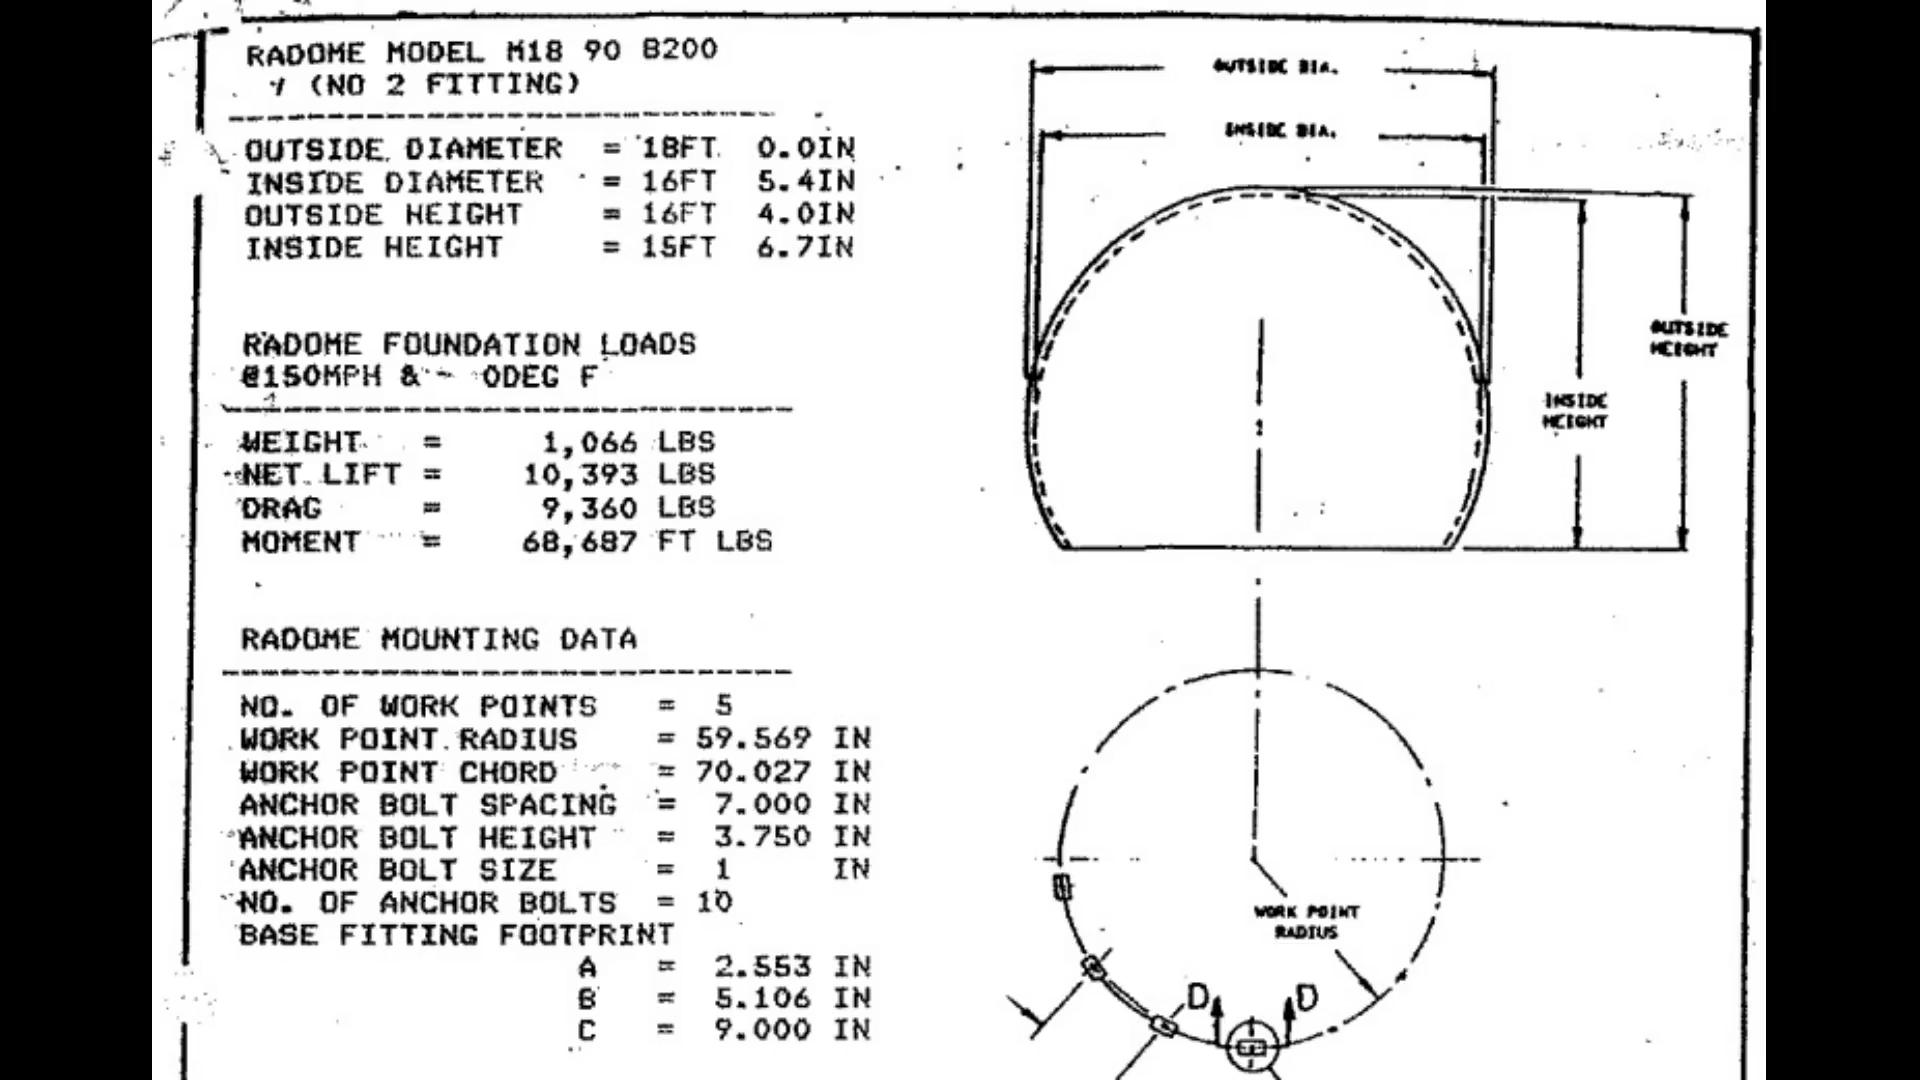 RADOME MODEL M18 90 B200
(NO 2 FITTING)
OUTSIDE DIAMETER = 18FT 0.0IN
INSIDE DIAMETER = 16FT 5.4IN
OUTSIDE HEIGHT = 16FT 4.0IN
INSIDE HEIGHT = 15FT 6.7IN
RADOME FOUNDATION LOADS
@150MPH & - 0DEG F
WEIGHT = 1,066 LBS
NET LIFT = 10,393 LBS
DRAG = 9,360 LBS
MOMENT = 68,687 FT LBS
RADOME MOUNTING DATA
NO. OF WORK POINTS = 5
WORK POINT RADIUS = 59.569 IN
WORK POINT CHORD = 70.027 IN
ANCHOR BOLT SPACING = 7.000 IN
ANCHOR BOLT HEIGHT = 3.750 IN
ANCHOR BOLT SIZE = 1 IN
NO. OF ANCHOR BOLTS = 10
BASE FITTING FOOTPRINT
A = 2.553 IN
B = 5.106 IN
C = 9.000 IN
OUTSIDE DIA.
INSIDE DIA.
OUTSIDE
HEIGHT
INSIDE
HEIGHT
WORK POINT
RADIUS
D D